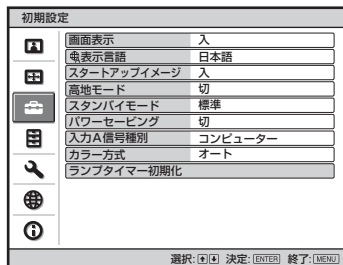 初期設定
画面表示 入
表示言語 日本語
スタートアップイメージ 入
高地モード 切
スタンバイモード 標準
パワーセービング 切
入力A信号種別 コンピューター
カラー方式 オート
ランプタイマー初期化
選択: 決定: ENTER 終了: MENU